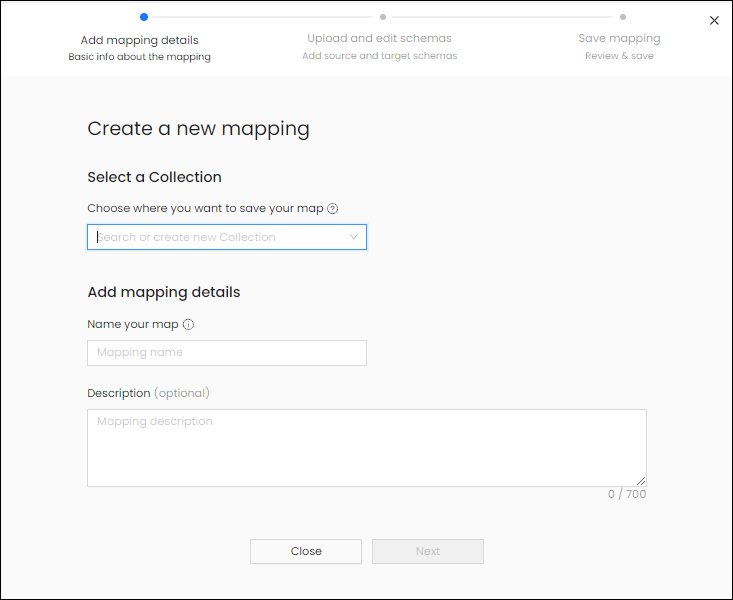 Add mapping details
Basic info about the mapping
Upload and edit schemas
Add source and target schemas
Save mapping
Review & save
Create a new mapping
Select a Collection
Choose where you want to save your map
Search or create new Collection
Add mapping details
Name your map
Mapping name
Description (optional)
Mapping description
0 / 700
Close
Next